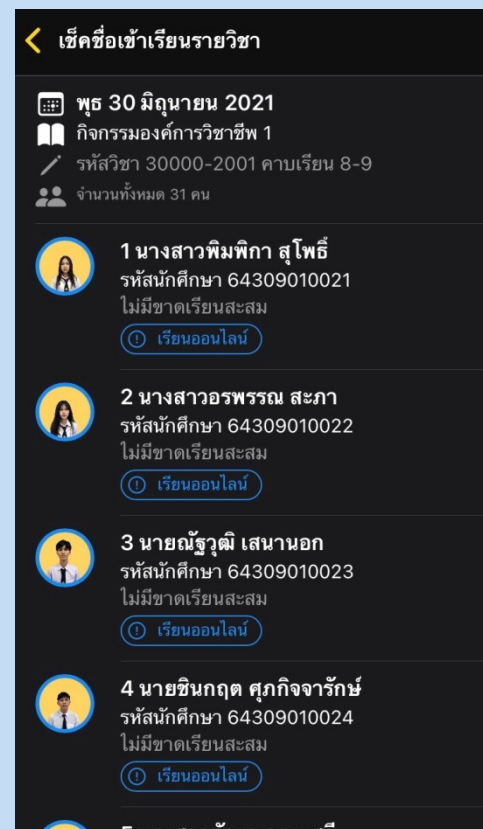 เช็คชื่อเข้าเรียนรายวิชา
พุธ 30 มิถุนายน 2021
กิจกรรมองค์การวิชาชีพ 1
รหัสวิชา 30000-2001 คาบเรียน 8-9
จำนวนทั้งหมด 31 คน
1 นางสาวพิมพิกา สุโพธิ์
รหัสนักศึกษา 64309010021
ไม่มีขาดเรียนสะสม
เรียนออนไลน์
2 นางสาวอรพรรณ สะภา
รหัสนักศึกษา 64309010022
ไม่มีขาดเรียนสะสม
เรียนออนไลน์
3 นายณัฐวุฒิ เสนานอก
รหัสนักศึกษา 64309010023
ไม่มีขาดเรียนสะสม
เรียนออนไลน์
4 นายชินกฤต ศุภกิจจารักษ์
รหัสนักศึกษา 64309010024
ไม่มีขาดเรียนสะสม
เรียนออนไลน์